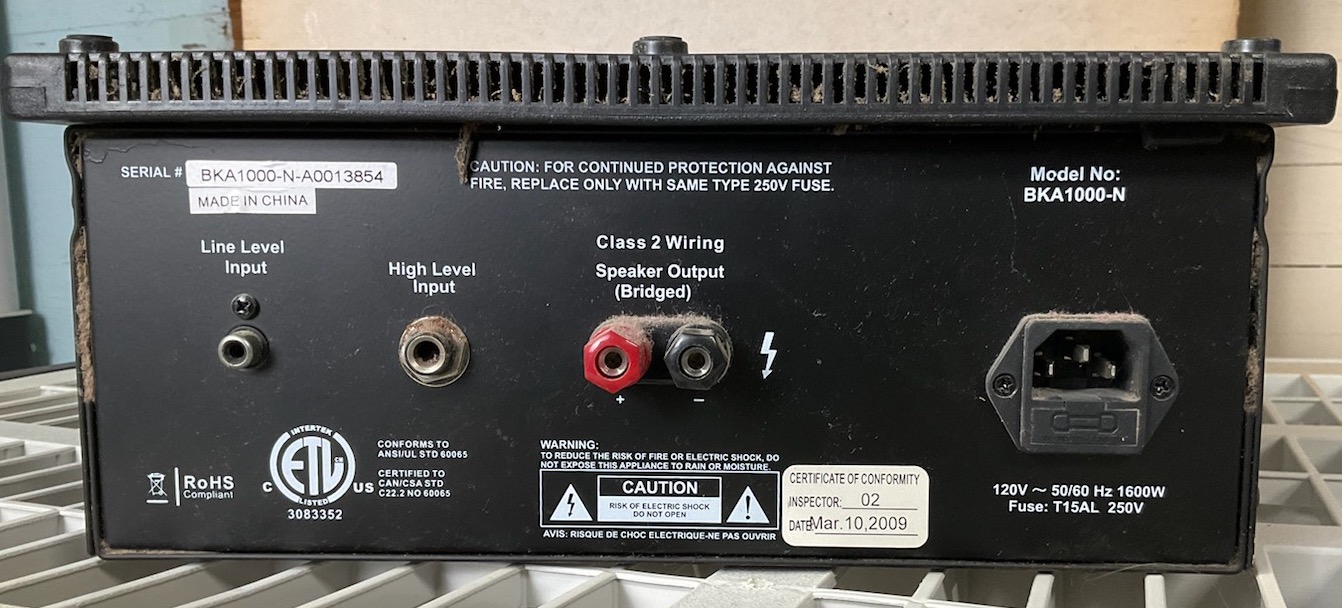 SERIAL # BKA1000-N-A0013854
MADE IN CHINA
CAUTION: FOR CONTINUED PROTECTION AGAINST
FIRE, REPLACE ONLY WITH SAME TYPE 250V FUSE.
Model No:
BKA1000-N
Line Level
Input
High Level
Input
Class 2 Wiring
Speaker Output
(Bridged)
+ −
RoHS
Compliant
INTERTEK
ETL CM
LISTED
C US
3083352
CONFORMS TO
ANSI/UL STD 60065
CERTIFIED TO
CAN/CSA STD
C22.2 NO 60065
WARNING:
TO REDUCE THE RISK OF FIRE OR ELECTRIC SHOCK, DO
NOT EXPOSE THIS APPLIANCE TO RAIN OR MOISTURE.
CAUTION
RISK OF ELECTRIC SHOCK
DO NOT OPEN
AVIS: RISQUE DE CHOC ELECTRIQUE-NE PAS OUVRIR
CERTIFICATE OF CONFORMITY
INSPECTOR: 02
DATE Mar.10,2009
120V ~ 50/60 Hz 1600W
Fuse: T15AL 250V